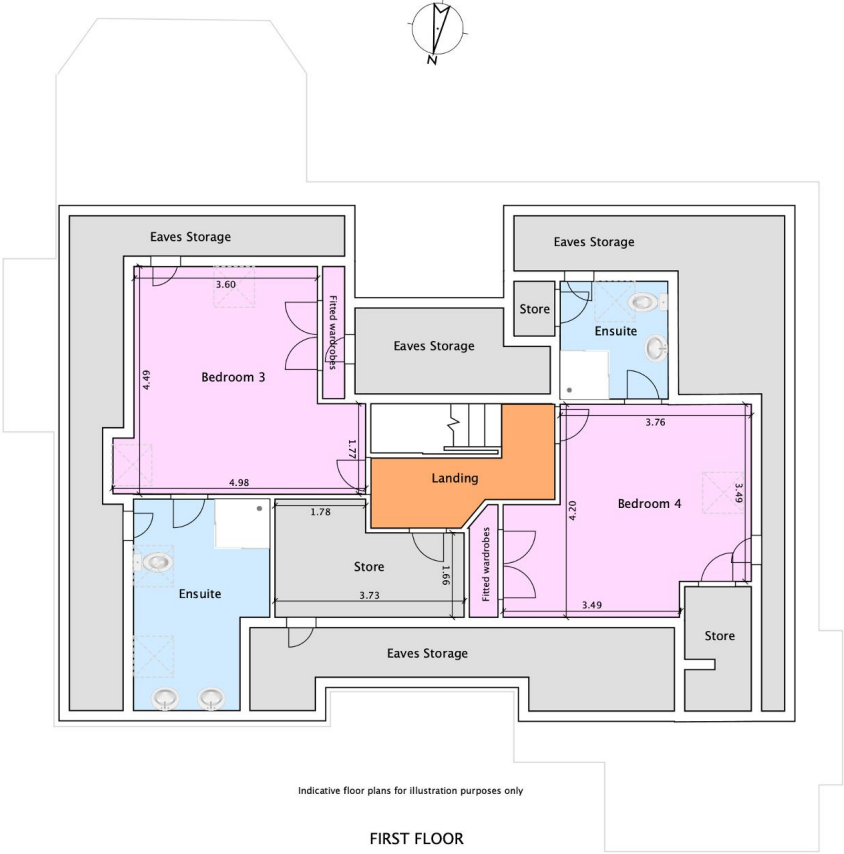 N
Eaves Storage
Eaves Storage
3.60
Fitted wardrobes
Store
Ensuite
Eaves Storage
4.49
Bedroom 3
3.76
1.77
Landing
4.98
3.49
Bedroom 4
4.20
1.78
Store
1.66
Fitted wardrobes
3.73
Ensuite
3.49
Store
Eaves Storage
Indicative floor plans for illustration purposes only
FIRST FLOOR